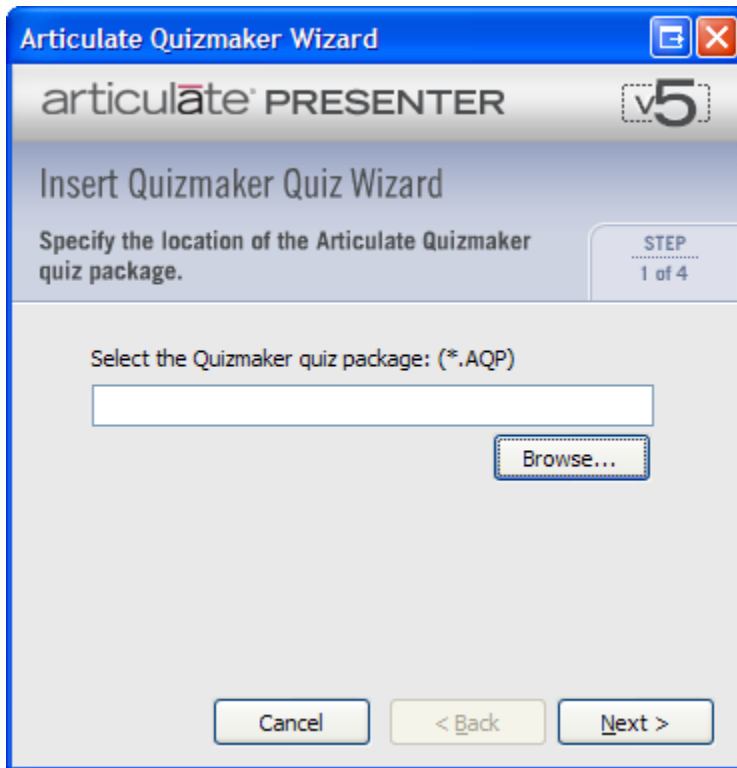 Articulate Quizmaker Wizard
articulāte® PRESENTER v5
Insert Quizmaker Quiz Wizard
Specify the location of the Articulate Quizmaker
quiz package.
STEP
1 of 4
Select the Quizmaker quiz package: (*.AQP)
Browse...
Cancel < Back Next >